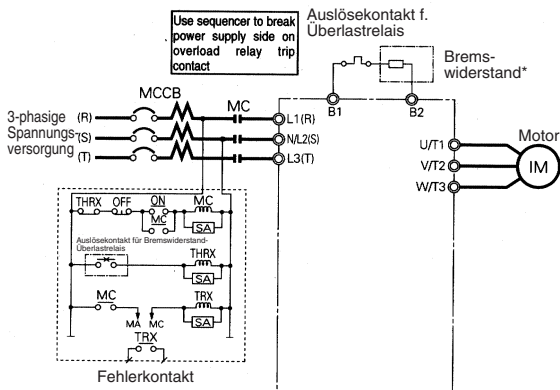 Use sequencer to break
power supply side on
overload relay trip
contact
Auslösekontakt f.
Überlastrelais
Brems-
widerstand*
MCCB
MC
B1
B2
3-phasige
Spannungs-
versorgung
(R)
(S)
(T)
L1(R)
N/L2(S)
L3(T)
U/T1
V/T2
W/T3
Motor
IM
THRX
OFF
ON
MC
MC
SA
Auslösekontakt für Bremswiderstand-
Überlastrelais
THRX
SA
MC
TRX
SA
MA
MC
TRX
Fehlerkontakt